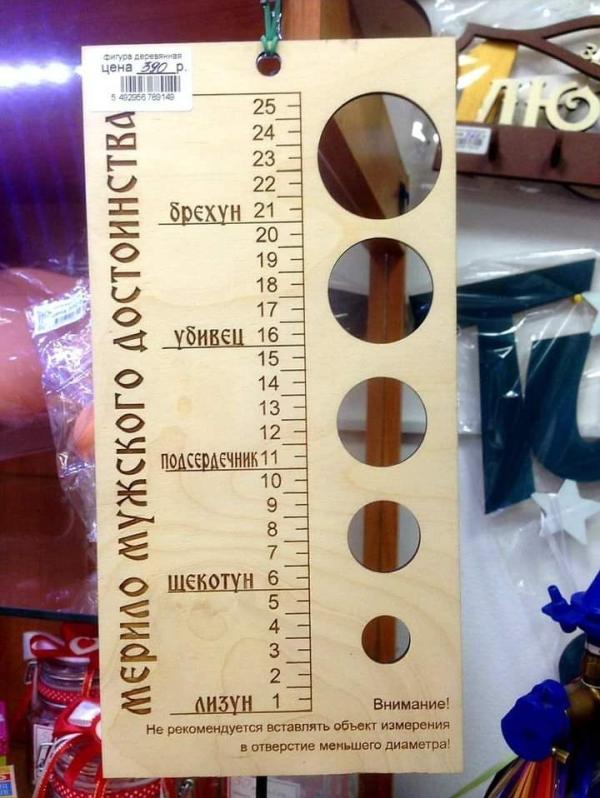 фигура деревянная
цена 390 р.
5 492956 789149
МЕРИЛО МУЖСКОГО ДОСТОИНСТВА
25
24
23
22
брехун 21
20
19
18
17
убивец 16
15
14
13
12
подсердечник 11
10
9
8
7
щекотун 6
5
4
3
2
лизун 1
Внимание!
Не рекомендуется вставлять объект измерения
в отверстие меньшего диаметра!
ЛЮ